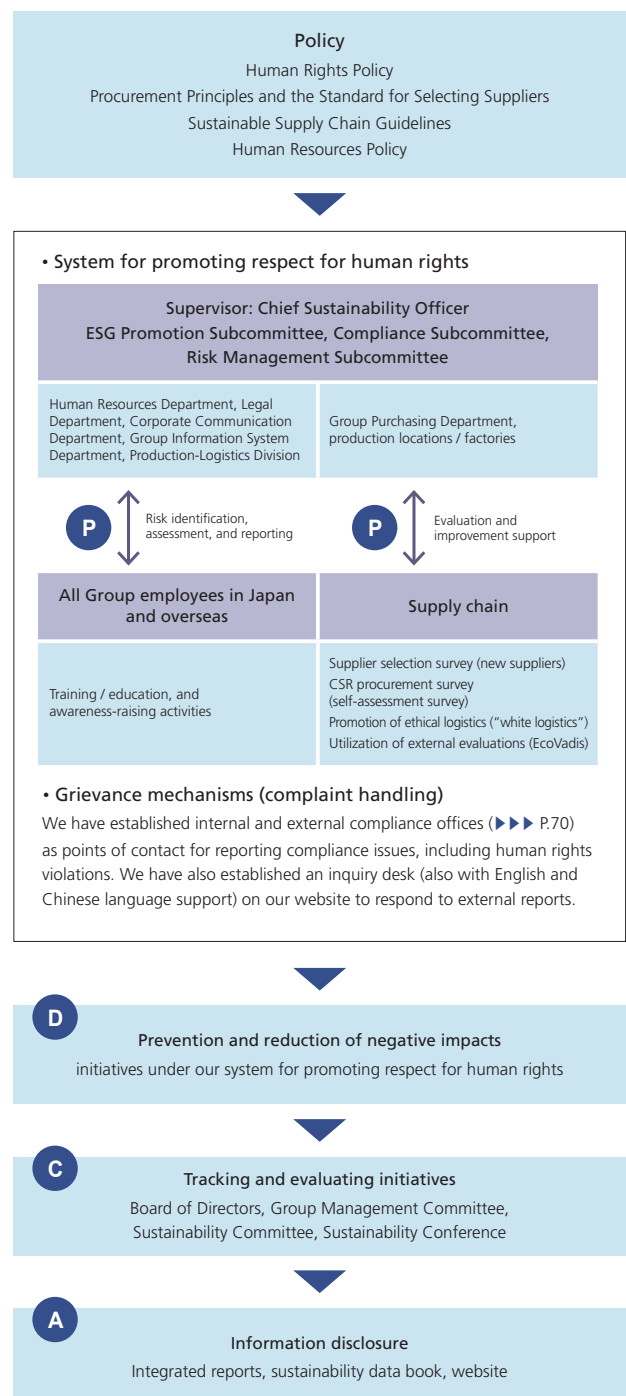 Policy
Human Rights Policy
Procurement Principles and the Standard for Selecting Suppliers
Sustainable Supply Chain Guidelines
Human Resources Policy
• System for promoting respect for human rights
Supervisor: Chief Sustainability Officer
ESG Promotion Subcommittee, Compliance Subcommittee,
Risk Management Subcommittee
Human Resources Department, Legal
Department, Corporate Communication
Department, Group Information System
Department, Production-Logistics Division
Group Purchasing Department,
production locations / factories
P
Risk identification,
assessment, and reporting
P
Evaluation and
improvement support
All Group employees in Japan
and overseas
Supply chain
Training / education, and
awareness-raising activities
Supplier selection survey (new suppliers)
CSR procurement survey
(self-assessment survey)
Promotion of ethical logistics (“white logistics”)
Utilization of external evaluations (EcoVadis)
• Grievance mechanisms (complaint handling)
We have established internal and external compliance offices (▶▶▶ P.70)
as points of contact for reporting compliance issues, including human rights
violations. We have also established an inquiry desk (also with English and
Chinese language support) on our website to respond to external reports.
D
Prevention and reduction of negative impacts
initiatives under our system for promoting respect for human rights
C
Tracking and evaluating initiatives
Board of Directors, Group Management Committee,
Sustainability Committee, Sustainability Conference
A
Information disclosure
Integrated reports, sustainability data book, website